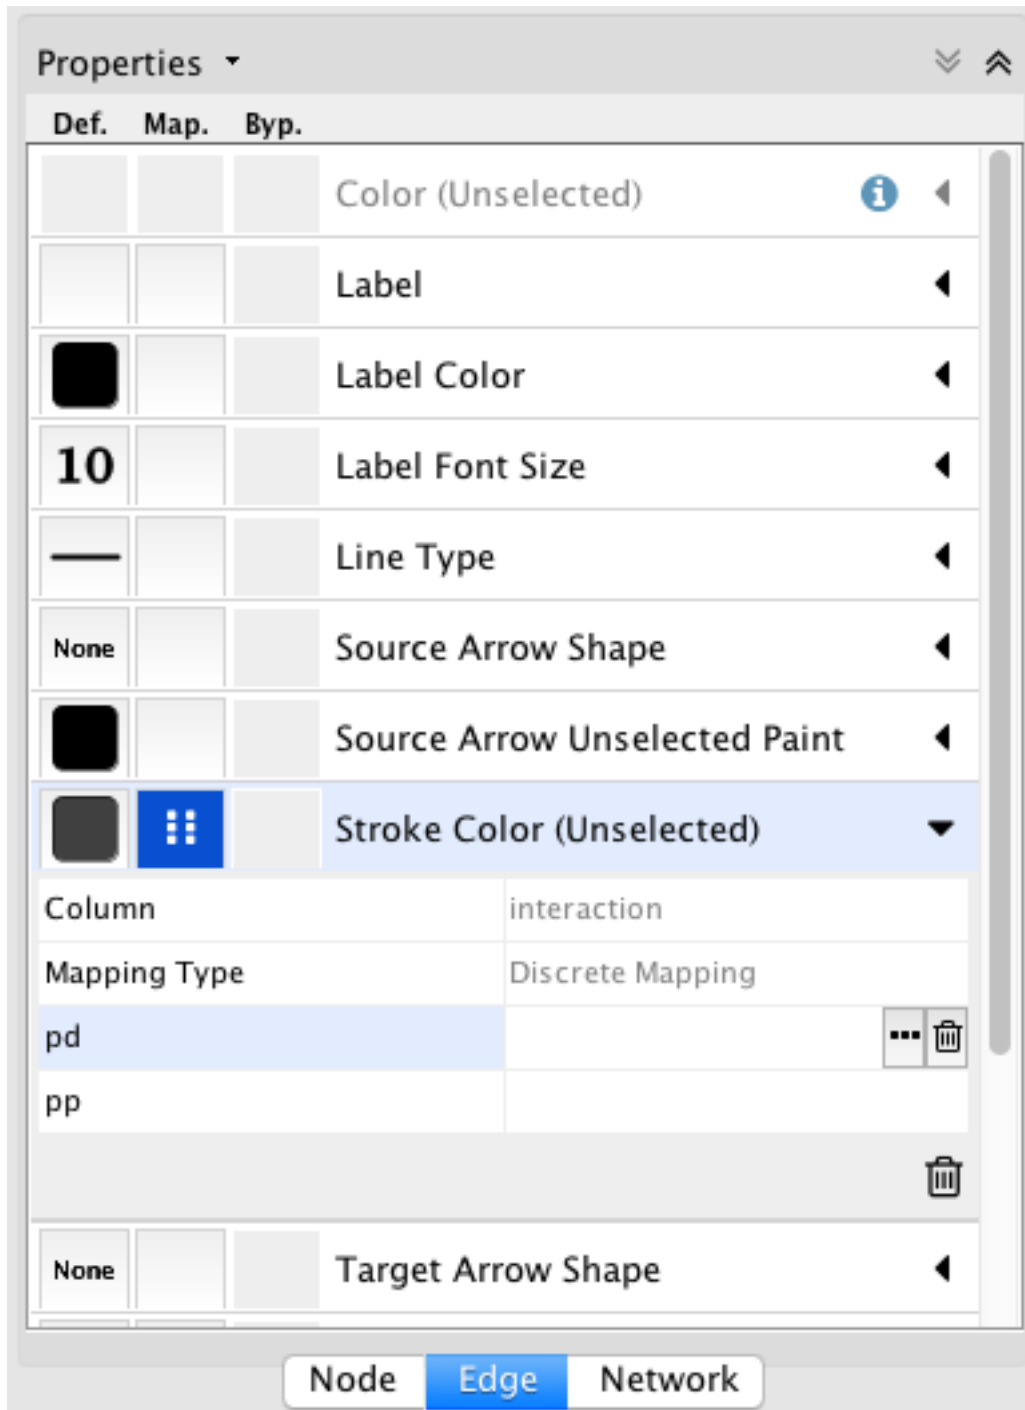 Properties
Def. Map. Byp.
Color (Unselected)
Label
Label Color
10 Label Font Size
Line Type
None Source Arrow Shape
Source Arrow Unselected Paint
Stroke Color (Unselected)
Column interaction
Mapping Type Discrete Mapping
pd
pp
None Target Arrow Shape
Node Edge Network